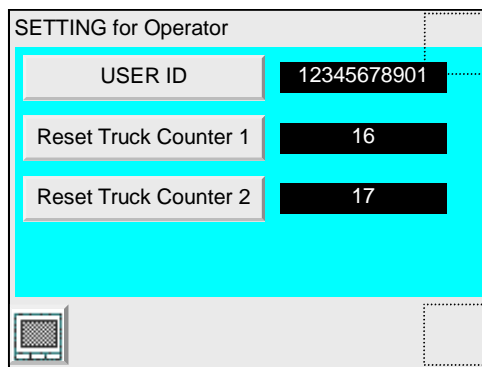 SETTING for Operator
USER ID 12345678901
Reset Truck Counter 1 16
Reset Truck Counter 2 17